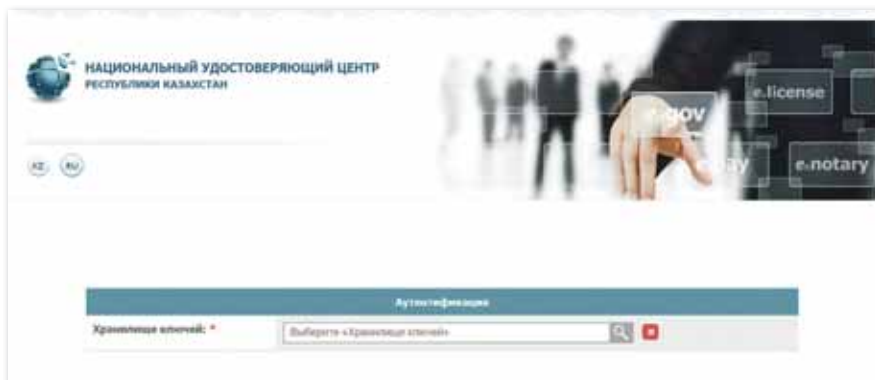 НАЦИОНАЛЬНЫЙ УДОСТОВЕРЯЮЩИЙ ЦЕНТР
РЕСПУБЛИКИ КАЗАХСТАН
KZ RU
e.gov
e.license
e.notary
Аутентификация
Хранилище ключей: *
Выберите «Хранилище ключей»